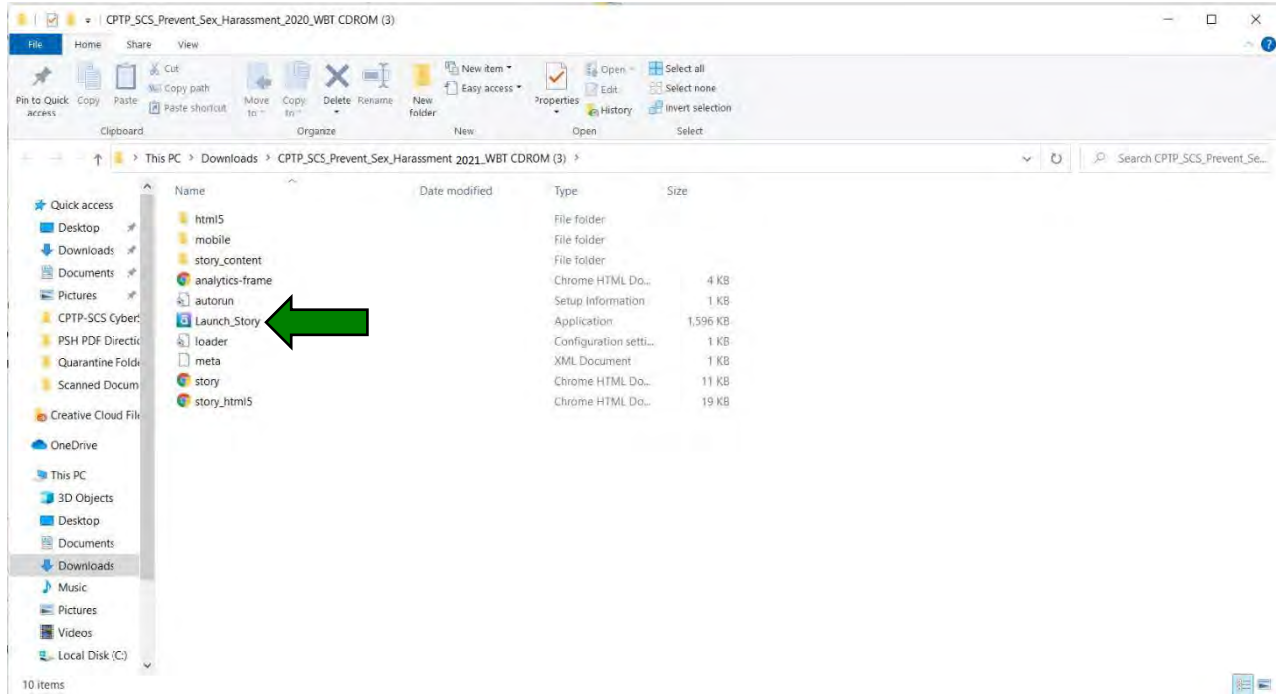 CPTP_SCS_Prevent_Sex_Harassment_2020_WBT CDROM (3)
File Home Share View
Pin to Quick access
Copy
Paste
Cut
Copy path
Paste shortcut
Clipboard
Move to
Copy to
Delete
Rename
Organize
New folder
New item
Easy access
New
Properties
Open
Edit
History
Open
Select all
Select none
Invert selection
Select
This PC > Downloads > CPTP_SCS_Prevent_Sex_Harassment 2021_WBT CDROM (3) >
Search CPTP_SCS_Prevent_Se...
Quick access
Desktop
Downloads
Documents
Pictures
CPTP-SCS Cyber
PSH PDF Directi
Quarantine Fold
Scanned Docum
Creative Cloud File
OneDrive
This PC
3D Objects
Desktop
Documents
Downloads
Music
Pictures
Videos
Local Disk (C:)
Name Date modified Type Size
html5 File folder
mobile File folder
story_content File folder
analytics-frame Chrome HTML Do... 4 KB
autorun Setup Information 1 KB
Launch_Story Application 1,596 KB
loader Configuration setti... 1 KB
meta XML Document 1 KB
story Chrome HTML Do... 11 KB
story_html5 Chrome HTML Do... 19 KB
10 items